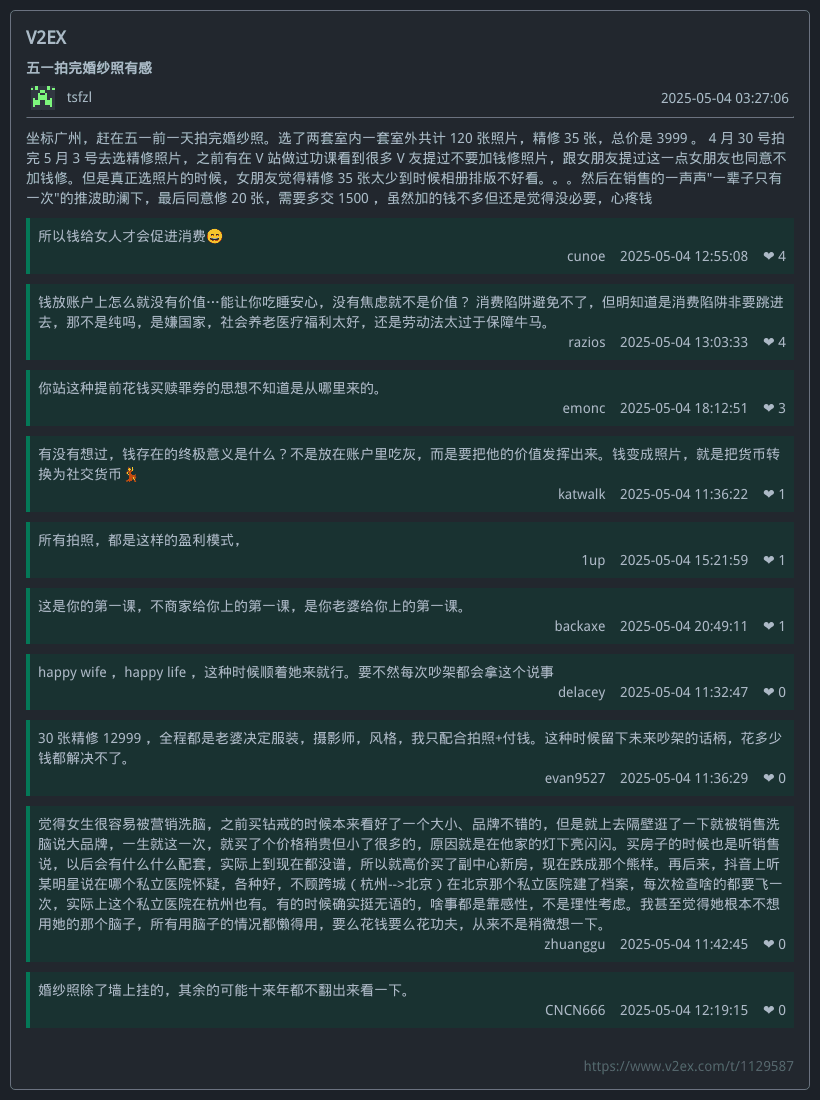 V2EX
五一拍完婚纱照有感
tsfzl
2025-05-04 03:27:06
坐标广州，赶在五一前一天拍完婚纱照。选了两套室内一套室外共计 120 张照片，精修 35 张，总价是 3999 。 4 月 30 号拍
完 5 月 3 号去选精修照片，之前有在 V 站做过功课看到很多 V 友提过不要加钱修照片，跟女朋友提过这一点女朋友也同意不
加钱修。但是真正选照片的时候，女朋友觉得精修 35 张太少到时候相册排版不好看。。。然后在销售的一声声"一辈子只有
一次"的推波助澜下，最后同意修 20 张，需要多交 1500 ，虽然加的钱不多但还是觉得没必要，心疼钱
所以钱给女人才会促进消费😄
cunoe 2025-05-04 12:55:08 ❤ 4
钱放账户上怎么就没有价值…能让你吃睡安心，没有焦虑就不是价值？ 消费陷阱避免不了，但明知道是消费陷阱非要跳进
去，那不是纯吗，是嫌国家，社会养老医疗福利太好，还是劳动法太过于保障牛马。
razios 2025-05-04 13:03:33 ❤ 4
你站这种提前花钱买赎罪券的思想不知道是从哪里来的。
emonc 2025-05-04 18:12:51 ❤ 3
有没有想过，钱存在的终极意义是什么？不是放在账户里吃灰，而是要把他的价值发挥出来。钱变成照片，就是把货币转
换为社交货币💃
katwalk 2025-05-04 11:36:22 ❤ 1
所有拍照，都是这样的盈利模式，
1up 2025-05-04 15:21:59 ❤ 1
这是你的第一课，不商家给你上的第一课，是你老婆给你上的第一课。
backaxe 2025-05-04 20:49:11 ❤ 1
happy wife ，happy life ，这种时候顺着她来就行。要不然每次吵架都会拿这个说事
delacey 2025-05-04 11:32:47 ❤ 0
30 张精修 12999 ，全程都是老婆决定服装，摄影师，风格，我只配合拍照+付钱。这种时候留下未来吵架的话柄，花多少
钱都解决不了。
evan9527 2025-05-04 11:36:29 ❤ 0
觉得女生很容易被营销洗脑，之前买钻戒的时候本来看好了一个大小、品牌不错的，但是就上去隔壁逛了一下就被销售洗
脑说大品牌，一生就这一次，就买了个价格稍贵但小了很多的，原因就是在他家的灯下亮闪闪。买房子的时候也是听销售
说，以后会有什么什么配套，实际上到现在都没谱，所以就高价买了副中心新房，现在跌成那个熊样。再后来，抖音上听
某明星说在哪个私立医院怀疑，各种好，不顾跨城（杭州-->北京）在北京那个私立医院建了档案，每次检查啥的都要飞一
次，实际上这个私立医院在杭州也有。有的时候确实挺无语的，啥事都是靠感性，不是理性考虑。我甚至觉得她根本不想
用她的那个脑子，所有用脑子的情况都懒得用，要么花钱要么花功夫，从来不是稍微想一下。
zhuanggu 2025-05-04 11:42:45 ❤ 0
婚纱照除了墙上挂的，其余的可能十来年都不翻出来看一下。
CNCN666 2025-05-04 12:19:15 ❤ 0
https://www.v2ex.com/t/1129587